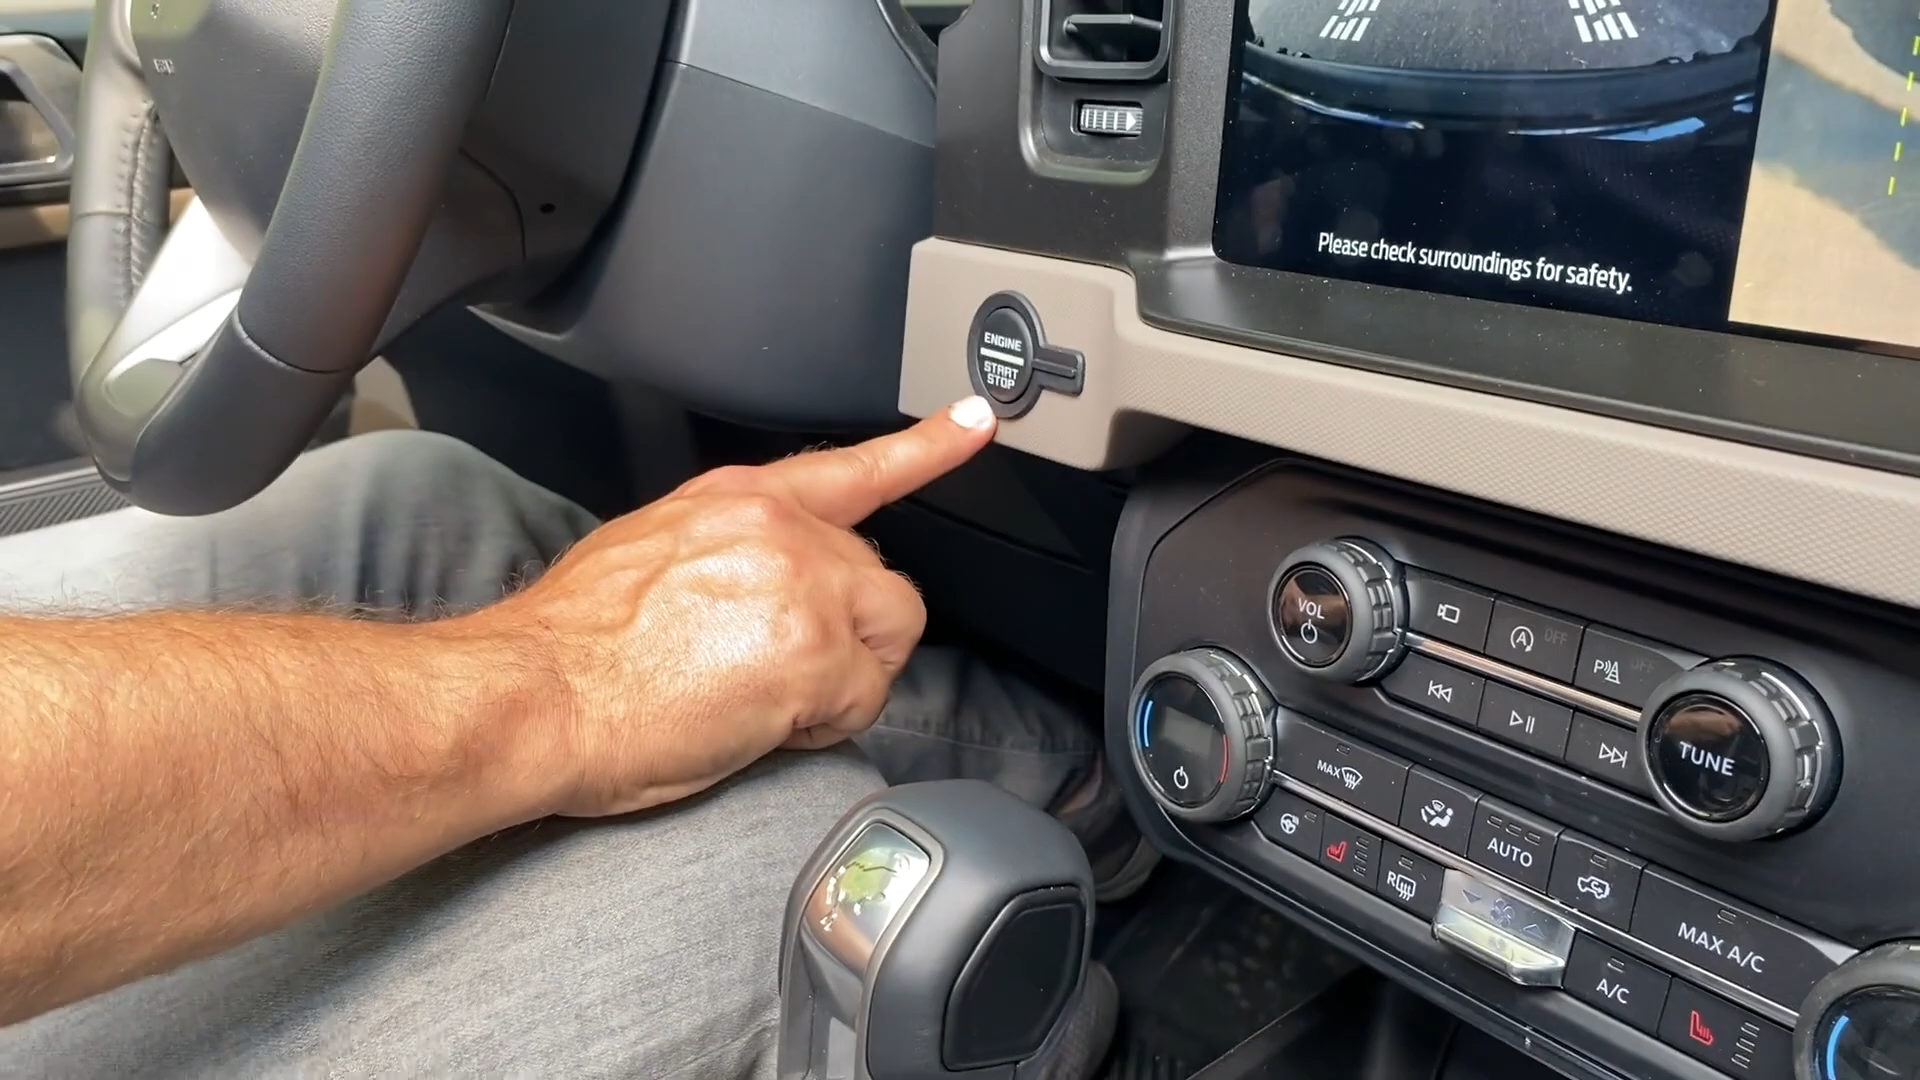 Please check surroundings for safety.
ENGINE
START
STOP
VOL
A OFF
P OFF
TUNE
MAX
AUTO
R
MAX A/C
A/C